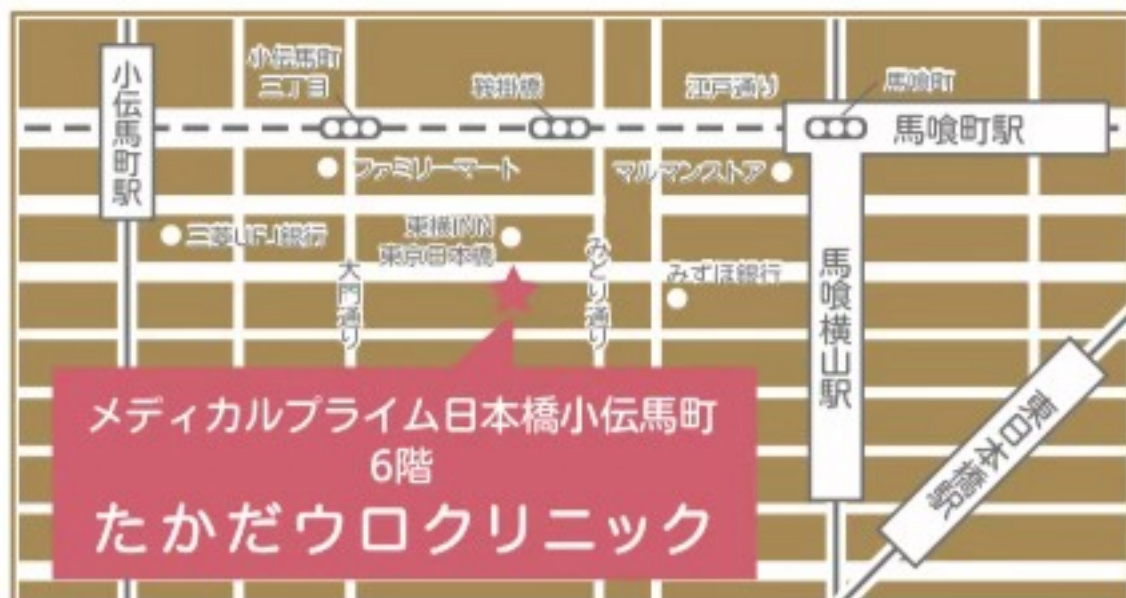 小伝馬町
三丁目
鞍掛橋
江戸通り
馬喰町
小伝馬町駅
馬喰町駅
ファミリーマート
マルマンストア
三菱UFJ銀行
東横INN
東京日本橋
みどり通り
大門通り
みずほ銀行
馬喰横山駅
東日本橋駅
メディカルプライム日本橋小伝馬町
6階
たかだウロクリニック